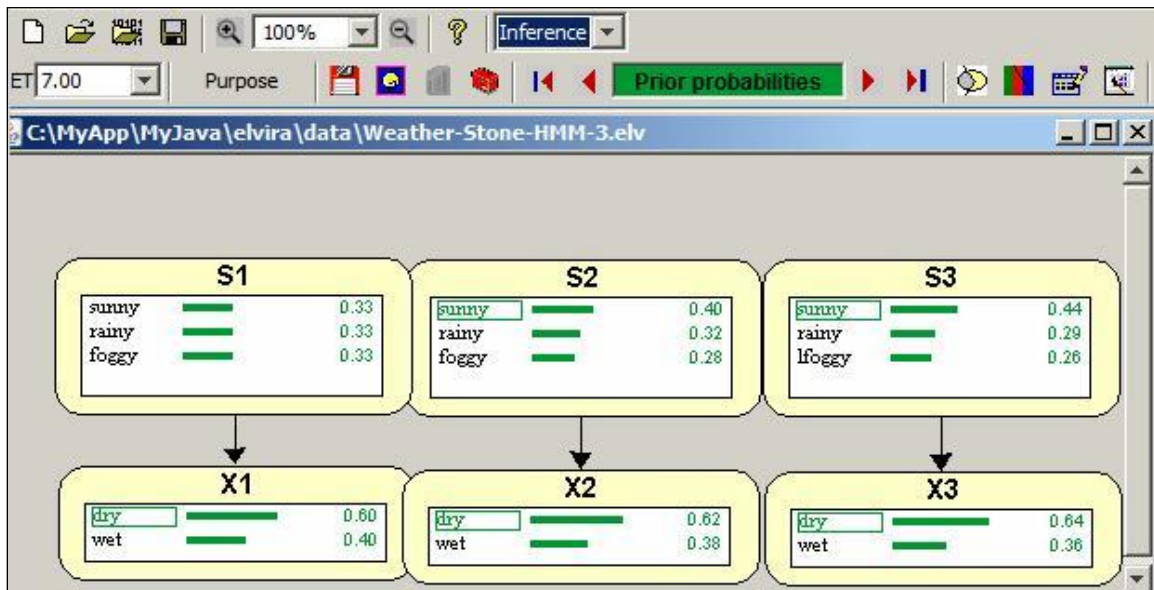 100% Inference
ET 7.00 Purpose Prior probabilities
C:\MyApp\MyJava\elvira\data\Weather-Stone-HMM-3.elv
S1 S2 S3
sunny 0.33 sunny 0.40 sunny 0.44
rainy 0.33 rainy 0.32 rainy 0.29
foggy 0.33 foggy 0.28 lfoggy 0.26
X1 X2 X3
dry 0.60 dry 0.62 dry 0.64
wet 0.40 wet 0.38 wet 0.36